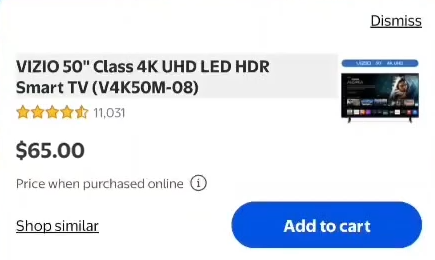 Dismiss
VIZIO 50" Class 4K UHD LED HDR
Smart TV (V4K50M-08)
11,031
$65.00
Price when purchased online
Shop similar
Add to cart